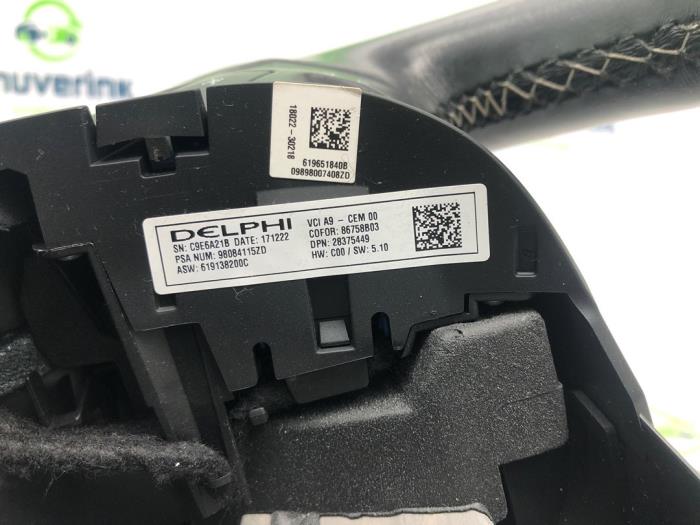 nuverink
18022-30218
619651840B
09898007408ZD
DELPHI
SN: C9E6A21B DATE: 171222
PSA NUM: 98084115ZD
ASW: 619138200C
VCI A9 - CEM 00
COFOR: 86758B03
DPN: 28375449
HW: C00 / SW: 5.10